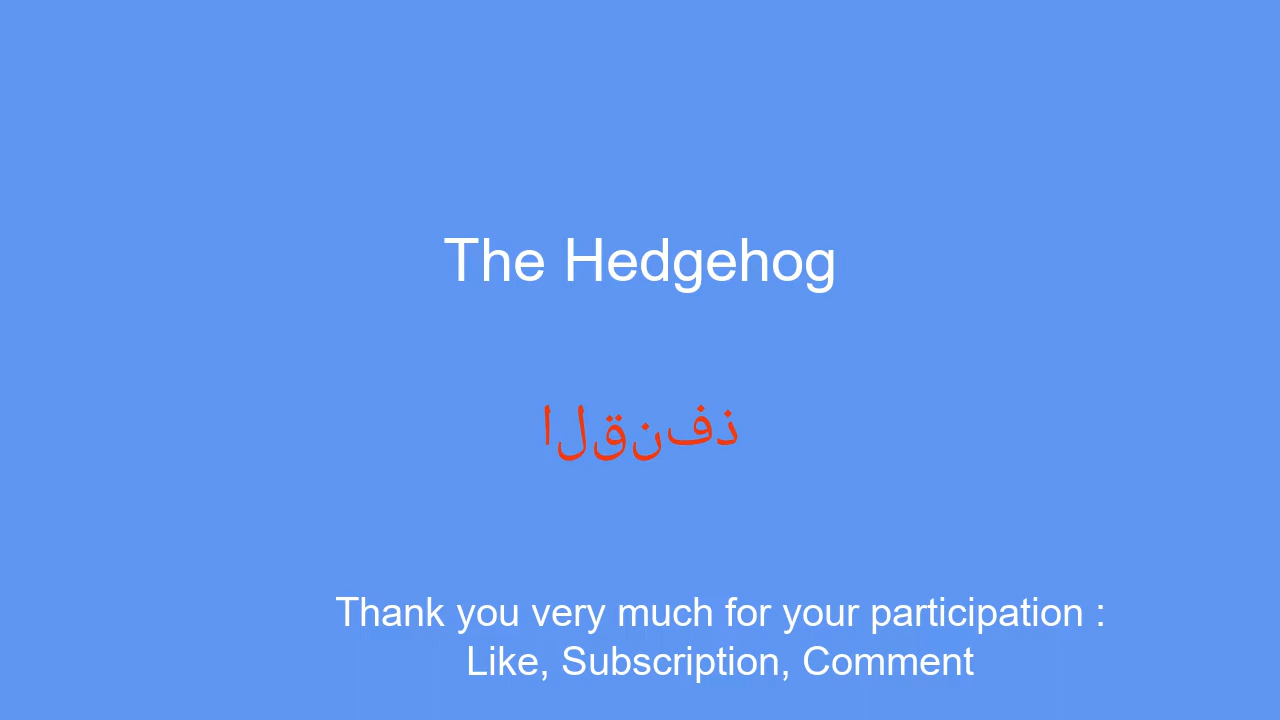 The Hedgehog
القنفذ
Thank you very much for your participation :
Like, Subscription, Comment